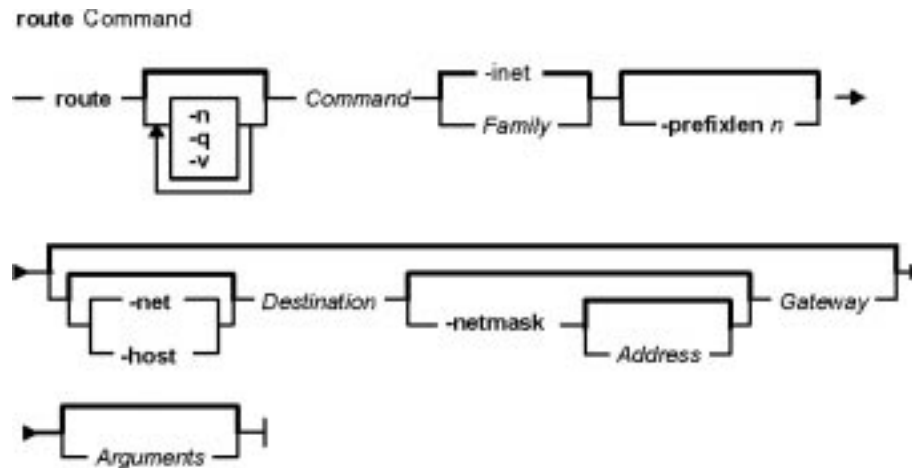 route Command
-inet
route Command
-n Family -prefixlen n
-q
-v
-net Destination Gateway
-netmask
-host Address
Arguments